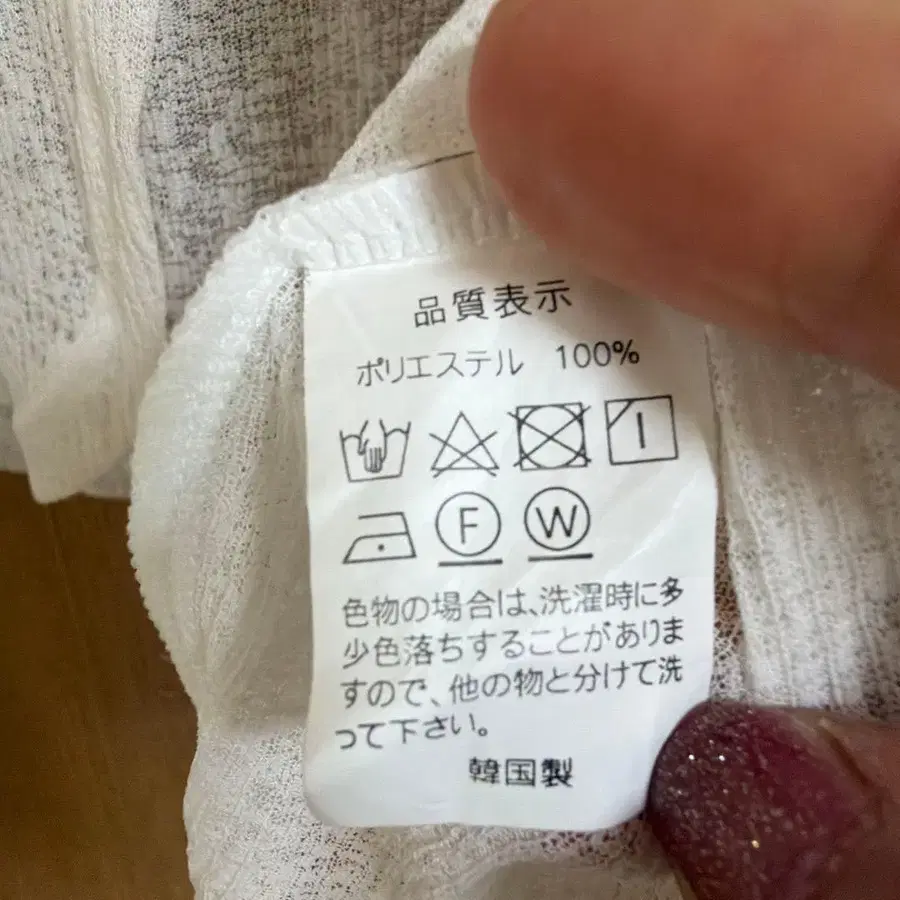 品質表示
ポリエステル 100%
F W
色物の場合は、洗濯時に多
少色落ちすることがありま
すので、他の物と分けて洗
って下さい。
韓国製